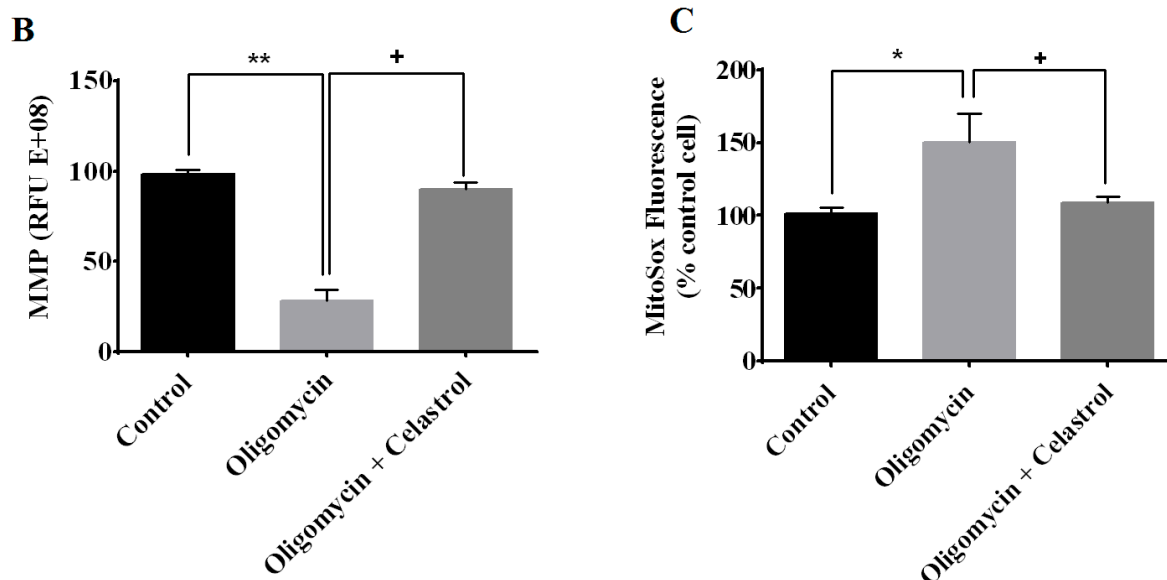 B
**
+
150
100
50
0
MMP (RFU E+08)
Control
Oligomycin
Oligomycin + Celastrol
C
*
+
200
150
100
50
0
MitoSox Fluorescence
(% control cell)
Control
Oligomycin
Oligomycin + Celastrol